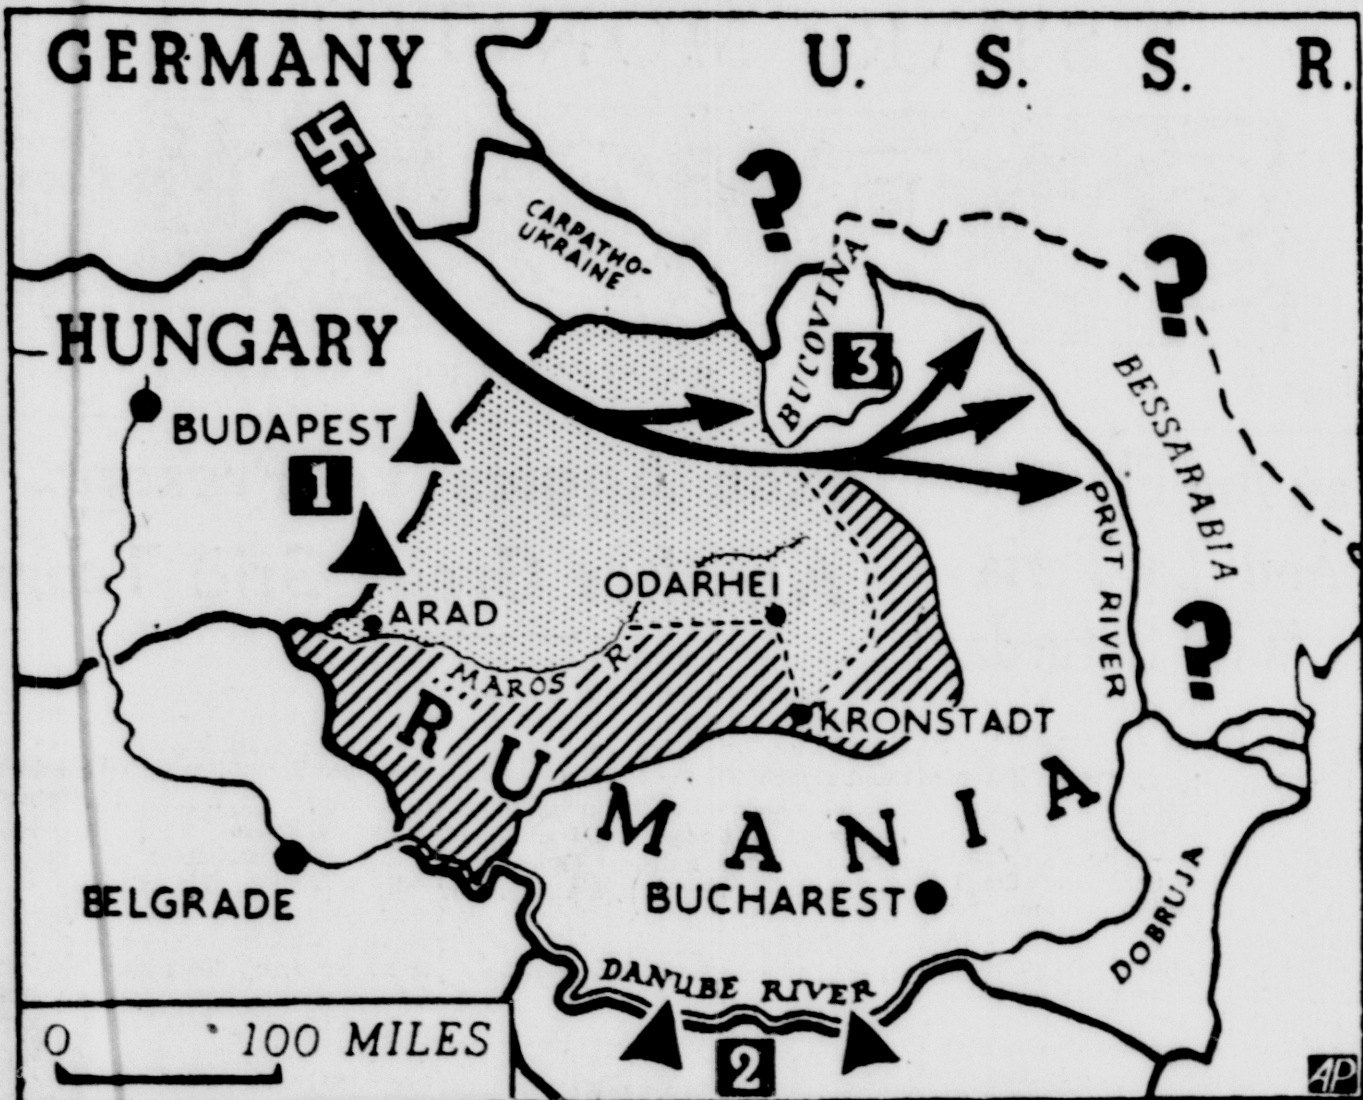 GERMANY
U. S. S. R.
CARPATHO-
UKRAINE
BUCOVINA
HUNGARY
3
BESSARABIA
BUDAPEST
1
PRUT RIVER
ODARHEI
ARAD
MAROS R.
KRONSTADT
RUMANIA
BELGRADE
BUCHAREST
DOBRUJA
DANUBE RIVER
0 100 MILES
2
AP
? ? ?